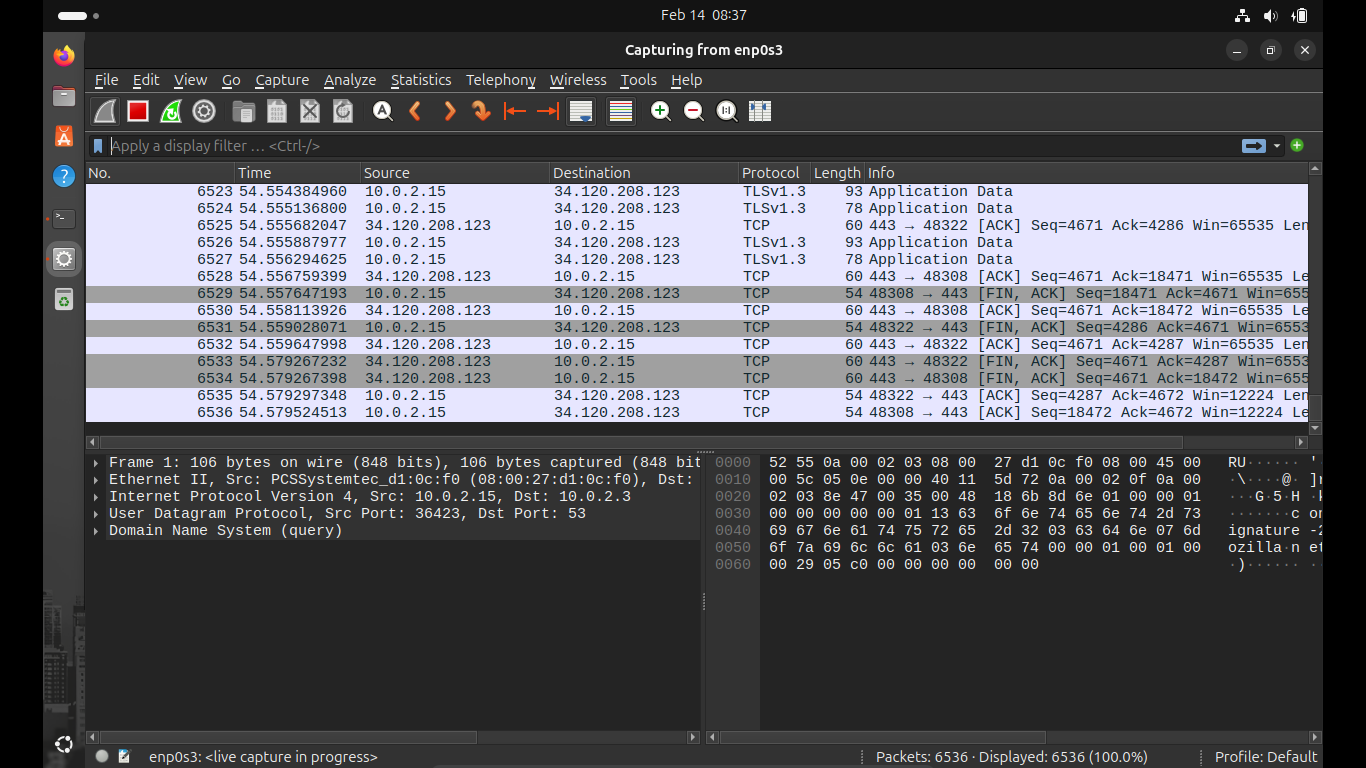 Feb 14 08:37
Capturing from enp0s3
File Edit View Go Capture Analyze Statistics Telephony Wireless Tools Help
Apply a display filter … <Ctrl-/>
No. Time Source Destination Protocol Length Info
6523 54.554384960 10.0.2.15 34.120.208.123 TLSv1.3 93 Application Data
6524 54.555136800 10.0.2.15 34.120.208.123 TLSv1.3 78 Application Data
6525 54.555682047 34.120.208.123 10.0.2.15 TCP 60 443 → 48322 [ACK] Seq=4671 Ack=4286 Win=65535 Len
6526 54.555887977 10.0.2.15 34.120.208.123 TLSv1.3 93 Application Data
6527 54.556294625 10.0.2.15 34.120.208.123 TLSv1.3 78 Application Data
6528 54.556759399 34.120.208.123 10.0.2.15 TCP 60 443 → 48308 [ACK] Seq=4671 Ack=18471 Win=65535 Le
6529 54.557647193 10.0.2.15 34.120.208.123 TCP 54 48308 → 443 [FIN, ACK] Seq=18471 Ack=4671 Win=655
6530 54.558113926 34.120.208.123 10.0.2.15 TCP 60 443 → 48308 [ACK] Seq=4671 Ack=18472 Win=65535 Le
6531 54.559028071 10.0.2.15 34.120.208.123 TCP 54 48322 → 443 [FIN, ACK] Seq=4286 Ack=4671 Win=6553
6532 54.559647998 34.120.208.123 10.0.2.15 TCP 60 443 → 48322 [ACK] Seq=4671 Ack=4287 Win=65535 Len
6533 54.579267232 34.120.208.123 10.0.2.15 TCP 60 443 → 48322 [FIN, ACK] Seq=4671 Ack=4287 Win=6553
6534 54.579267398 34.120.208.123 10.0.2.15 TCP 60 443 → 48308 [FIN, ACK] Seq=4671 Ack=18472 Win=655
6535 54.579297348 10.0.2.15 34.120.208.123 TCP 54 48322 → 443 [ACK] Seq=4287 Ack=4672 Win=12224 Len
6536 54.579524513 10.0.2.15 34.120.208.123 TCP 54 48308 → 443 [ACK] Seq=18472 Ack=4672 Win=12224 Le
Frame 1: 106 bytes on wire (848 bits), 106 bytes captured (848 bit
Ethernet II, Src: PCSSystemtec_d1:0c:f0 (08:00:27:d1:0c:f0), Dst:
Internet Protocol Version 4, Src: 10.0.2.15, Dst: 10.0.2.3
User Datagram Protocol, Src Port: 36423, Dst Port: 53
Domain Name System (query)
0000 52 55 0a 00 02 03 08 00 27 d1 0c f0 08 00 45 00 RU······ '·
0010 00 5c 05 0e 00 00 40 11 5d 72 0a 00 02 0f 0a 00 ·\····@· ]r
0020 02 03 8e 47 00 35 00 48 18 6b 8d 6e 01 00 00 01 ···G·5·H ·k
0030 00 00 00 00 00 01 13 63 6f 6e 74 65 6e 74 2d 73 ·······c on
0040 69 67 6e 61 74 75 72 65 2d 32 03 63 64 6e 07 6d ignature -2
0050 6f 7a 69 6c 6c 61 03 6e 65 74 00 00 01 00 01 00 ozilla·n et
0060 00 29 05 c0 00 00 00 00 00 00 ·)······ ··
enp0s3: <live capture in progress>
Packets: 6536 · Displayed: 6536 (100.0%)
Profile: Default